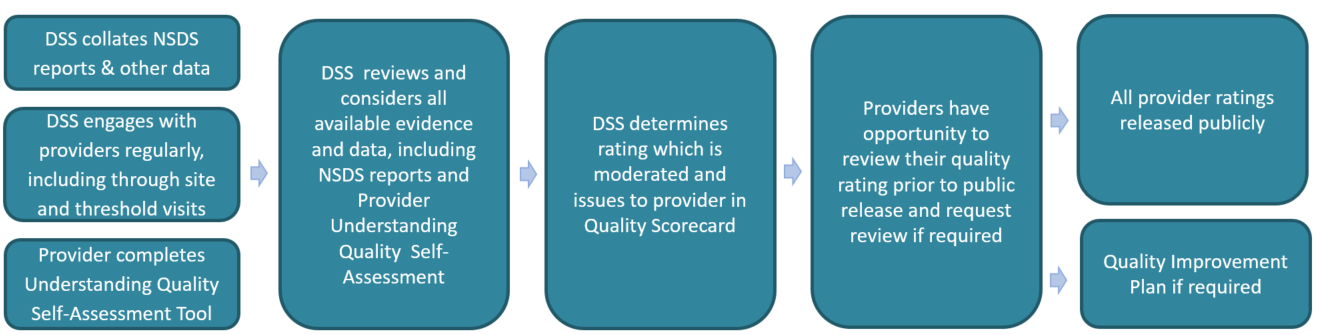 DSS collates NSDS
reports & other data
DSS engages with
providers regularly,
including through site
and threshold visits
Provider completes
Understanding Quality
Self-Assessment Tool
DSS  reviews and
considers all
available evidence
and data, including
NSDS reports and
Provider
Understanding
Quality  Self-
Assessment
DSS determines
rating which is
moderated and
issues to provider in
Quality Scorecard
Providers have
opportunity to
review their quality
rating prior to public
release and request
review if required
All provider ratings
released publicly
Quality Improvement
Plan if required